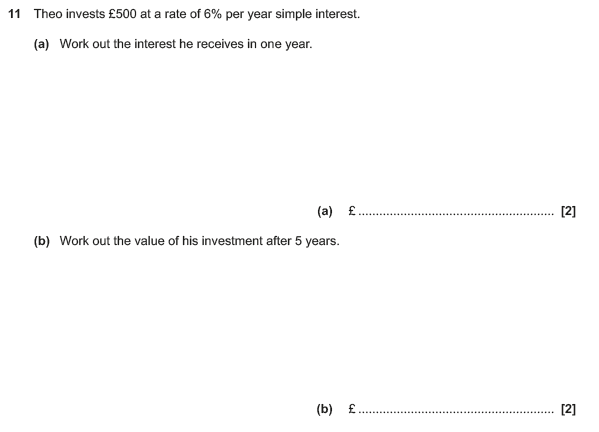 11 Theo invests £500 at a rate of 6% per year simple interest.
(a) Work out the interest he receives in one year.
(a) £ ........................................................ [2]
(b) Work out the value of his investment after 5 years.
(b) £ ........................................................ [2]